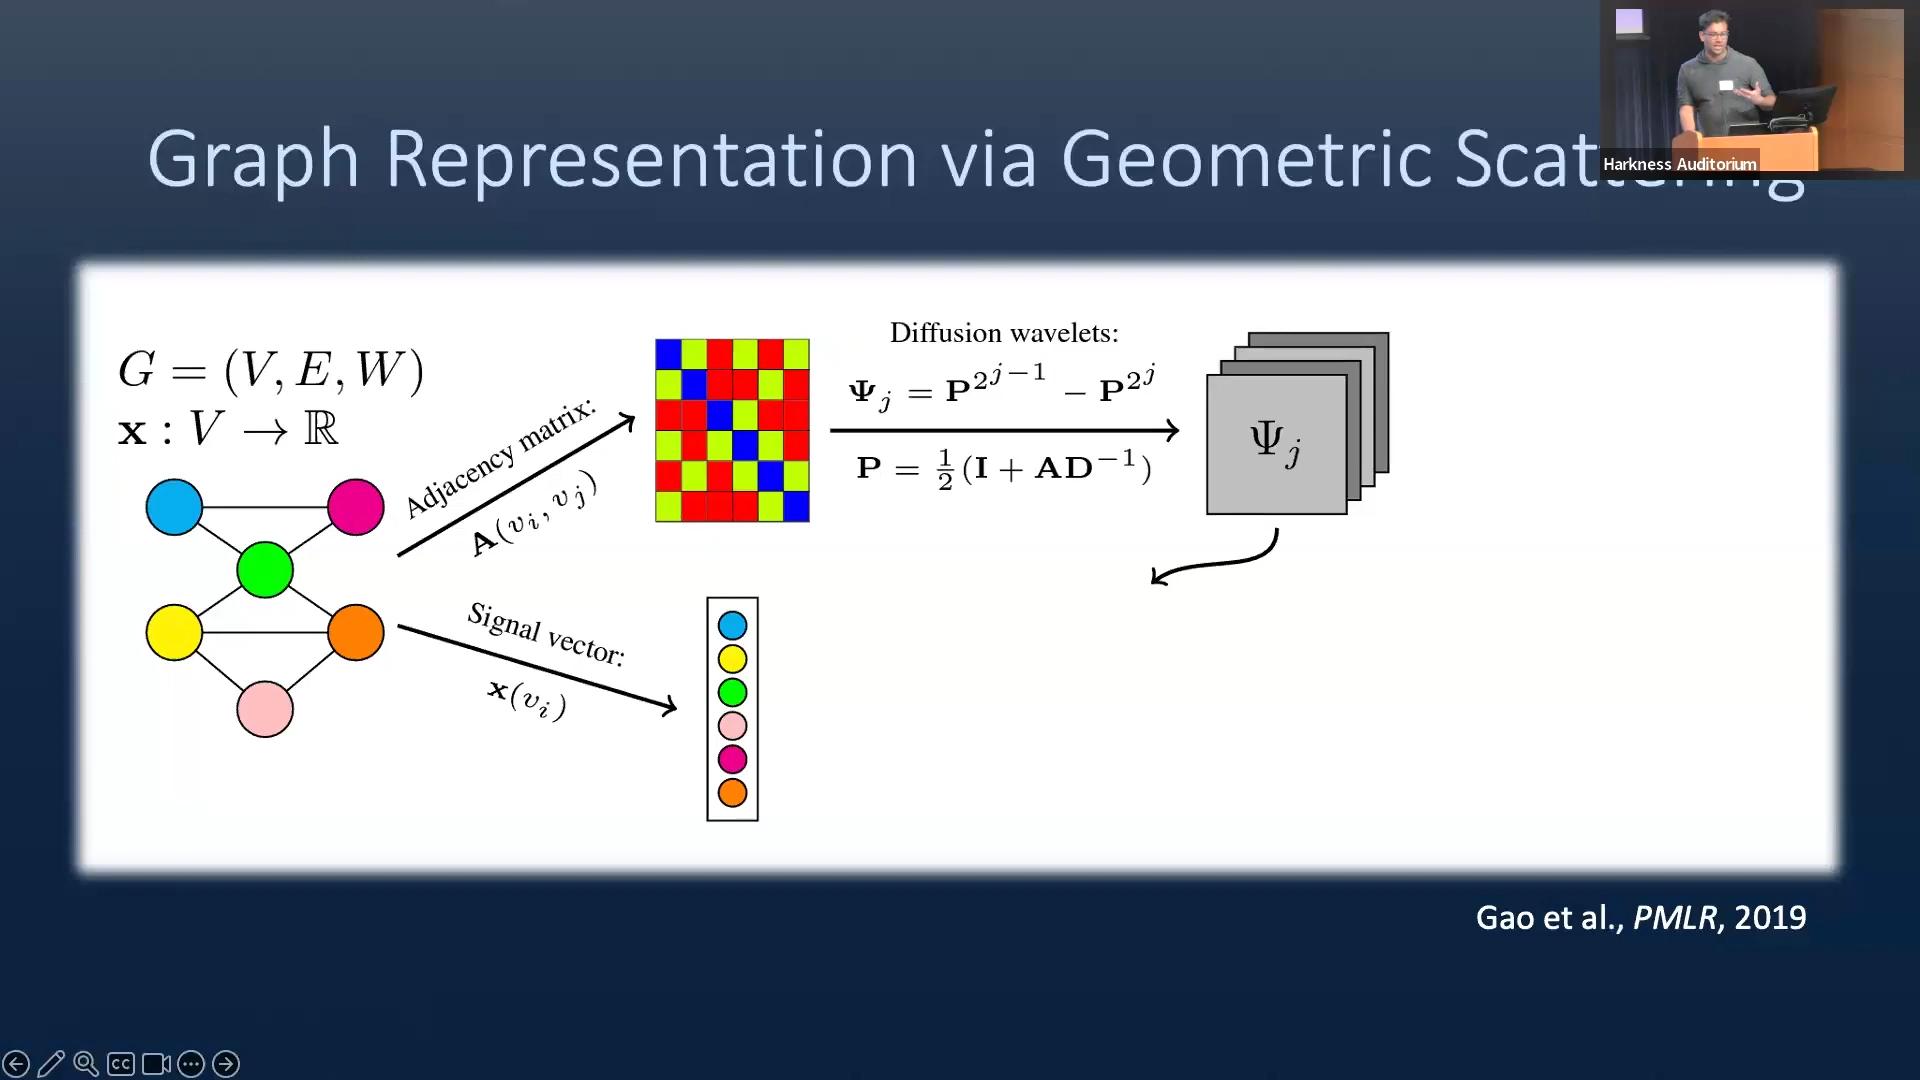 Graph Representation via Geometric Scattering
Harkness Auditorium
G = (V, E, W)
x : V → ℝ
Adjacency matrix:
A(v_i, v_j)
Signal vector:
x(v_i)
Diffusion wavelets:
Ψ_j = P^{2^{j−1}} − P^{2^j}
P = ½(I + AD^{−1})
Ψ_j
Gao et al., PMLR, 2019
CC